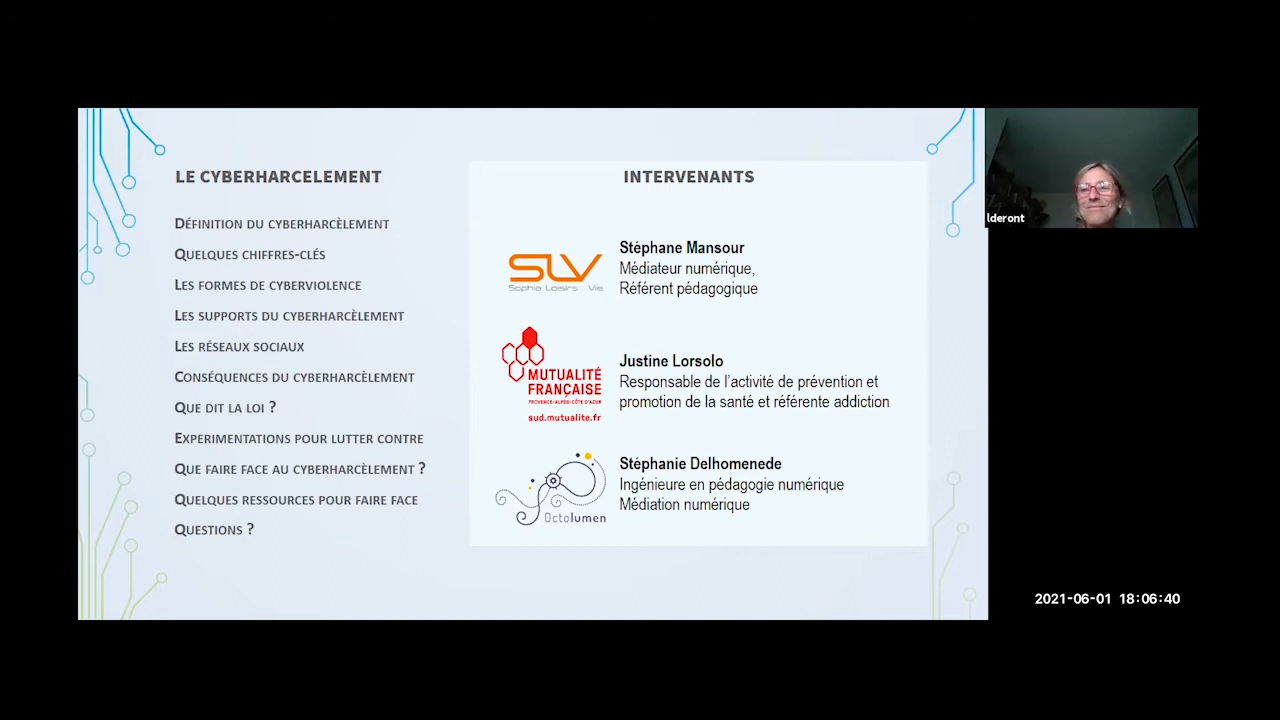 LE CYBERHARCELEMENT
DÉFINITION DU CYBERHARCÈLEMENT
QUELQUES CHIFFRES-CLÉS
LES FORMES DE CYBERVIOLENCE
LES SUPPORTS DU CYBERHARCÈLEMENT
LES RÉSEAUX SOCIAUX
CONSÉQUENCES DU CYBERHARCÈLEMENT
QUE DIT LA LOI ?
EXPERIMENTATIONS POUR LUTTER CONTRE
QUE FAIRE FACE AU CYBERHARCÈLEMENT ?
QUELQUES RESSOURCES POUR FAIRE FACE
QUESTIONS ?
INTERVENANTS
SLV
Sophia Loisirs Vie
Stéphane Mansour
Médiateur numérique,
Référent pédagogique
MUTUALITÉ
FRANÇAISE
PROVENCE-ALPES-CÔTE D'AZUR
sud.mutualite.fr
Justine Lorsolo
Responsable de l'activité de prévention et
promotion de la santé et référente addiction
Octolumen
Stéphanie Delhomenede
Ingénieure en pédagogie numérique
Médiation numérique
lderont
2021-06-01 18:06:40